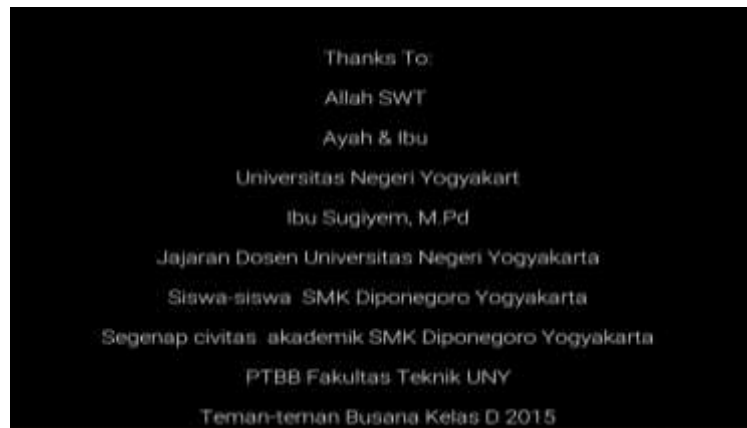 Thanks To:
Allah SWT
Ayah & Ibu
Universitas Negeri Yogyakart
Ibu Sugiyem, M.Pd
Jajaran Dosen Universitas Negeri Yogyakarta
Siswa-siswa SMK Diponegoro Yogyakarta
Segenap civitas akademik SMK Diponegoro Yogyakarta
PTBB Fakultas Teknik UNY
Teman-teman Busana Kelas D 2015